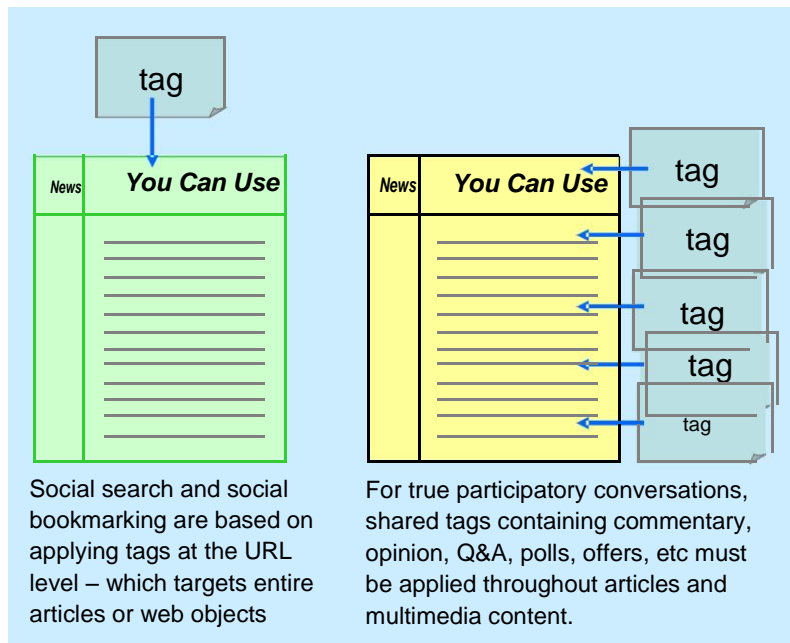 tag
News You Can Use
Social search and social
bookmarking are based on
applying tags at the URL
level – which targets entire
articles or web objects
News You Can Use
tag
tag
tag
tag
tag
For true participatory conversations,
shared tags containing commentary,
opinion, Q&A, polls, offers, etc must
be applied throughout articles and
multimedia content.